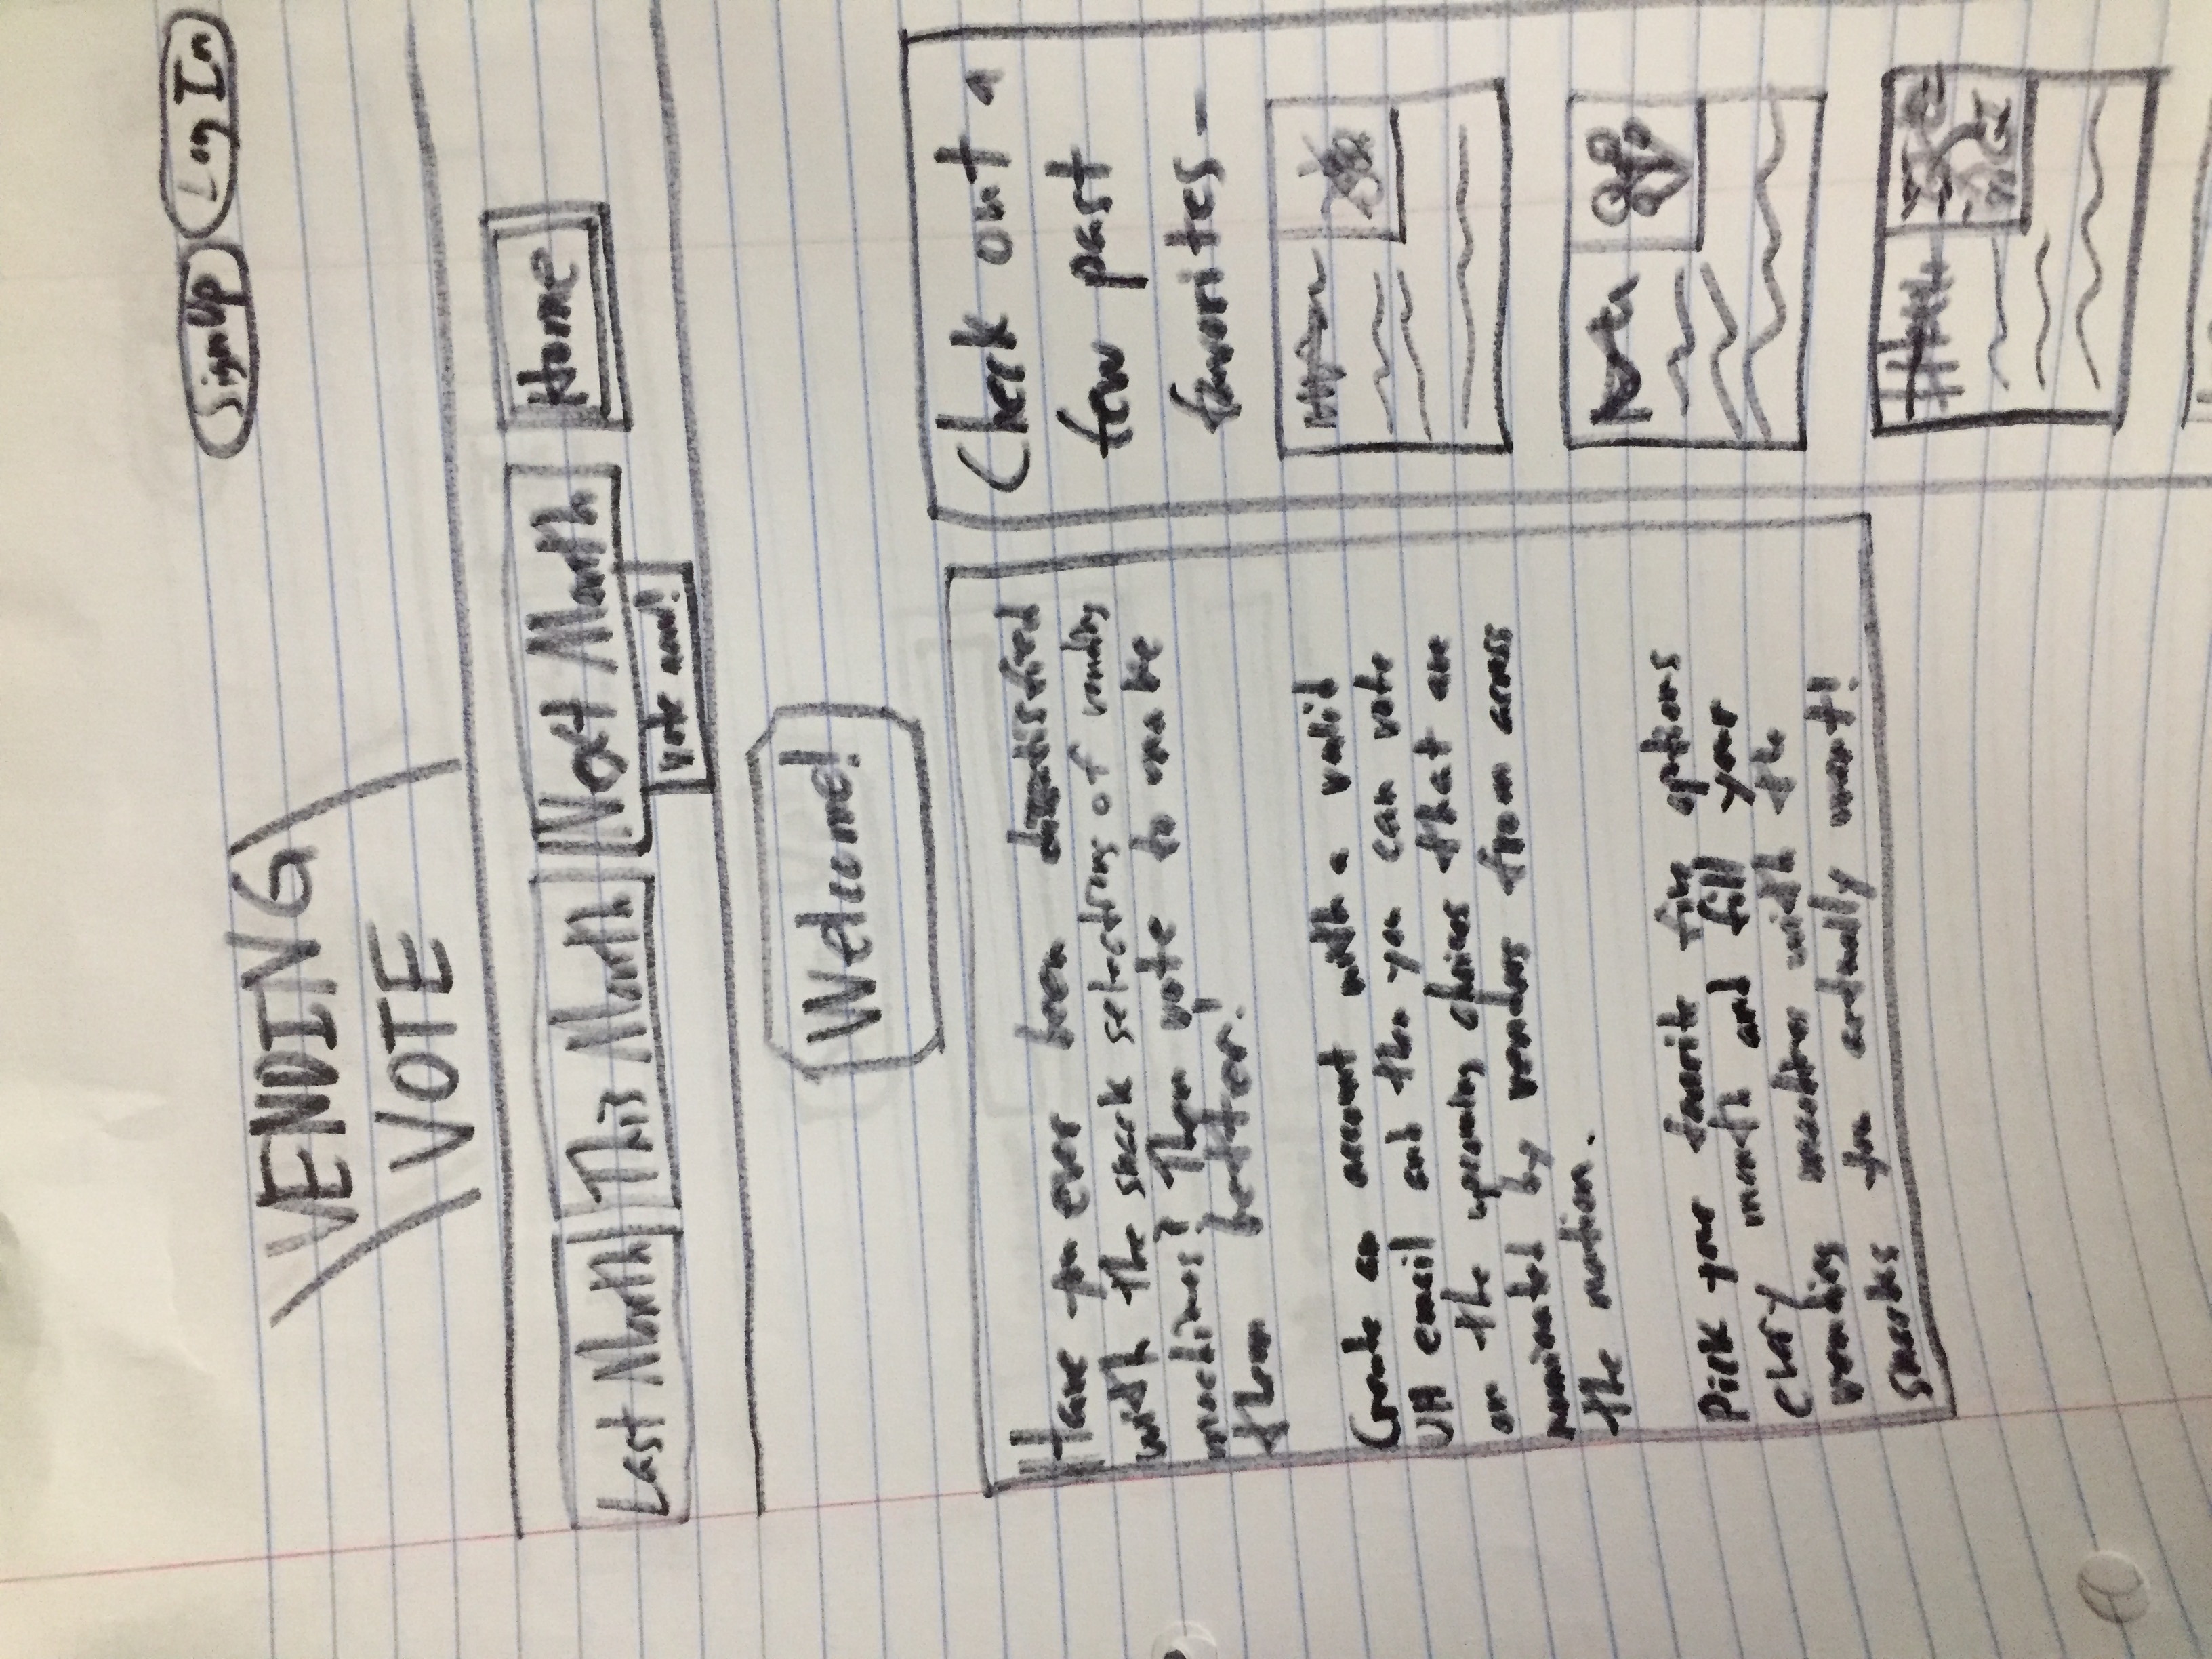 Sign Up Log In
VENDING
VOTE
Last Month This Month Next Month Home
vote now!
Welcome!
Have you ever been dissatisfied
with the snack selections of vending
machines? Then vote to make
them better!
Create an account with a valid
UH email and then you can vote
on the upcoming choices that are
nominated by vendors from across
the nation.
Pick your favorite five options
every month and fill your
vending machines with the
snacks you actually want!
Check out a
few past
favorites -